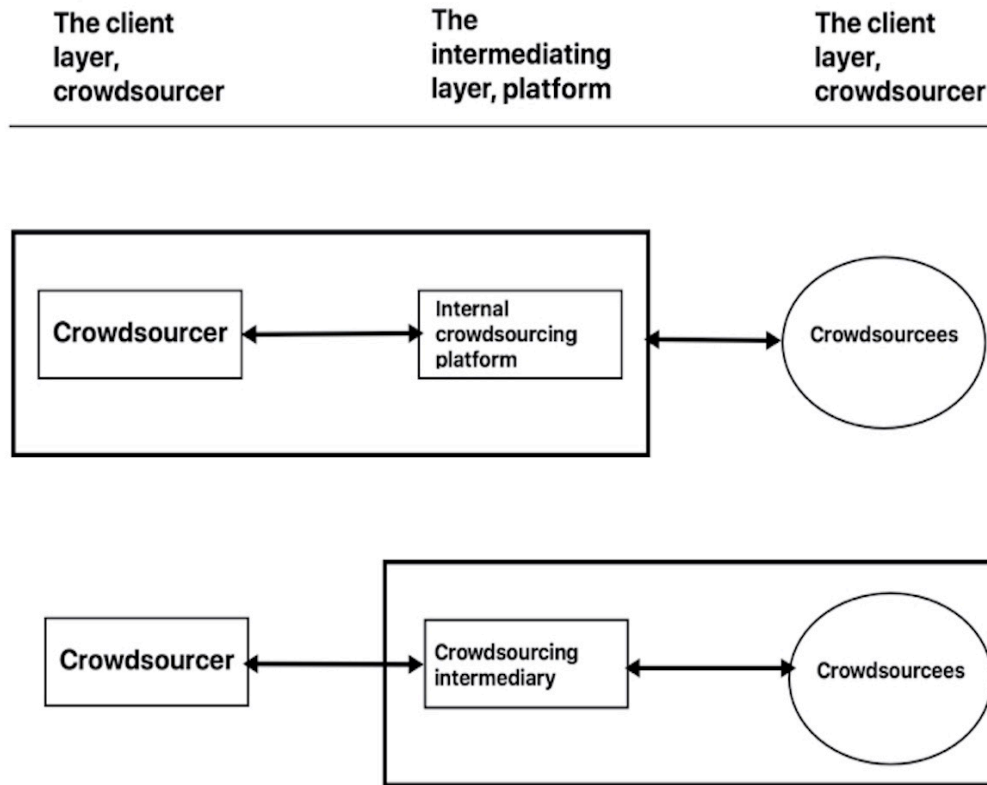 The client
layer,
crowdsourcer
The
intermediating
layer, platform
The client
layer,
crowdsourcer
Crowdsourcer
Internal
crowdsourcing
platform
Crowdsourcees
Crowdsourcer
Crowdsourcing
intermediary
Crowdsourcees